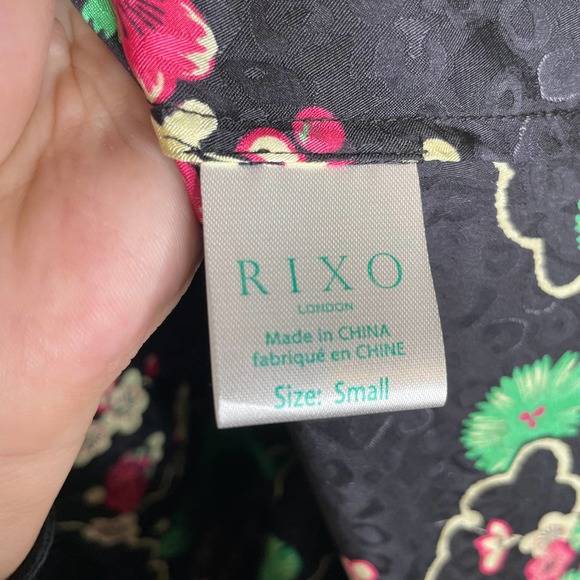 RIXO
LONDON
Made in CHINA
fabriqué en CHINE
Size: Small